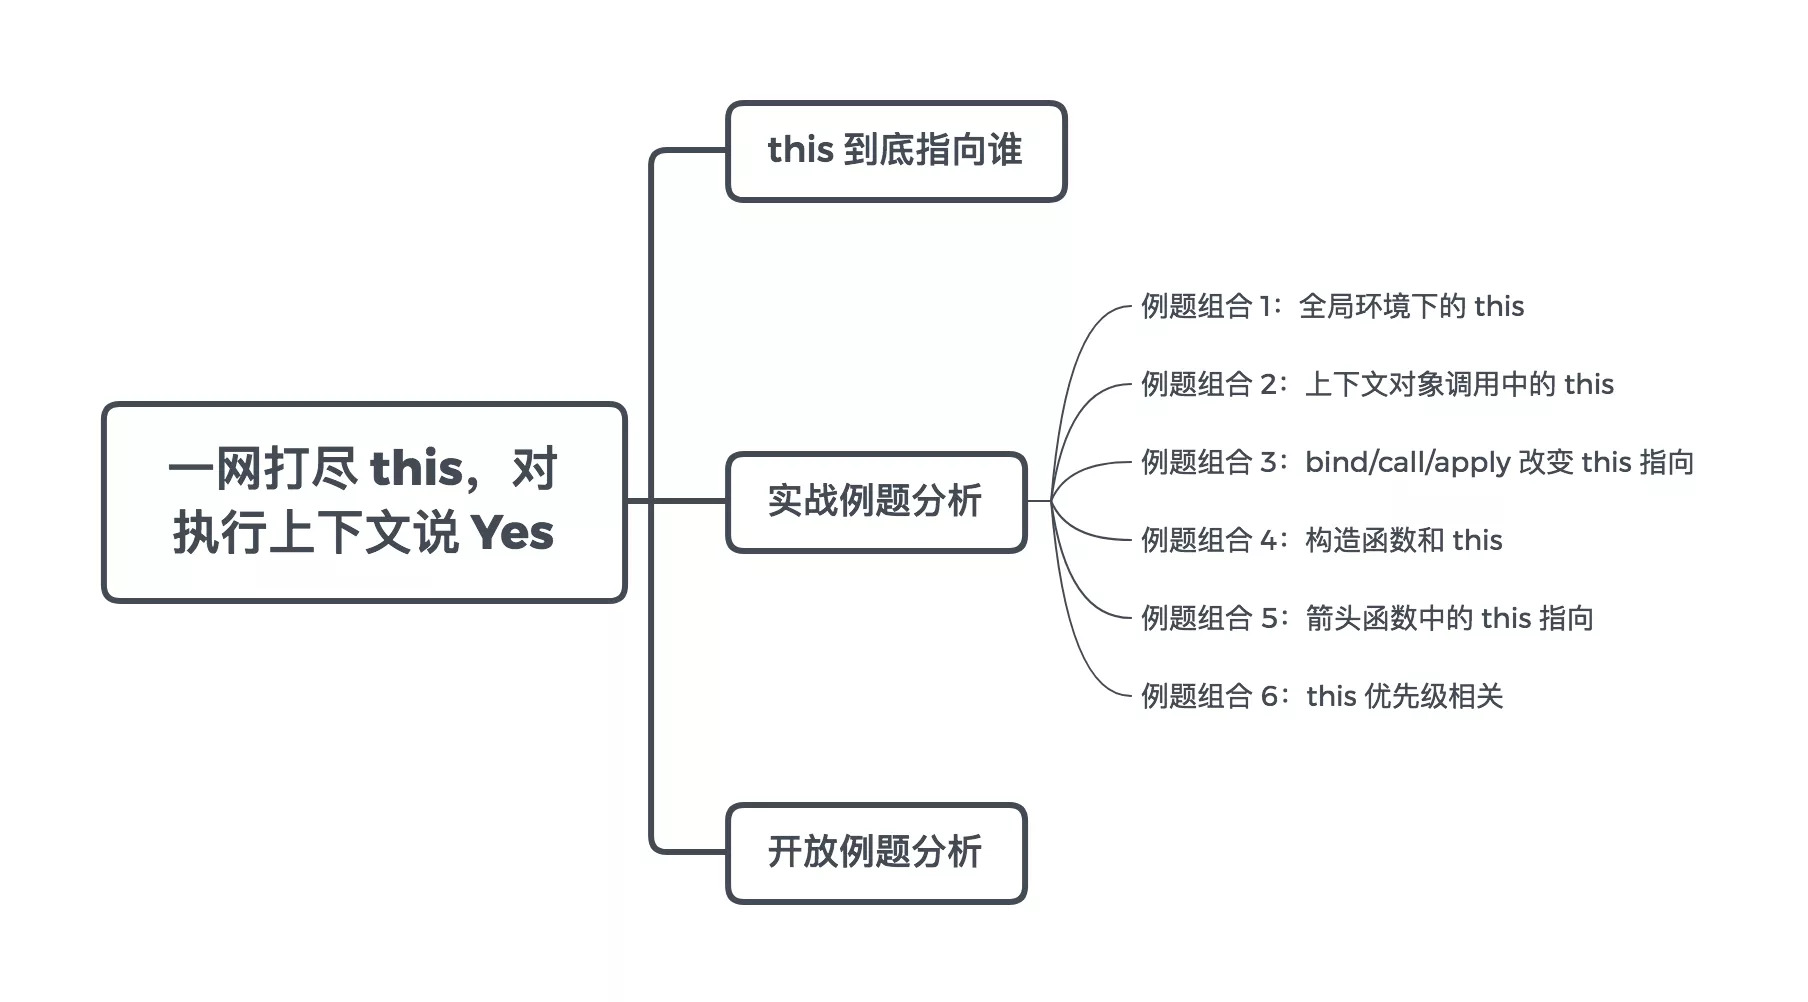 一网打尽 this，对
执行上下文说 Yes
this 到底指向谁
实战例题分析
例题组合 1：全局环境下的 this
例题组合 2：上下文对象调用中的 this
例题组合 3：bind/call/apply 改变 this 指向
例题组合 4：构造函数和 this
例题组合 5：箭头函数中的 this 指向
例题组合 6：this 优先级相关
开放例题分析